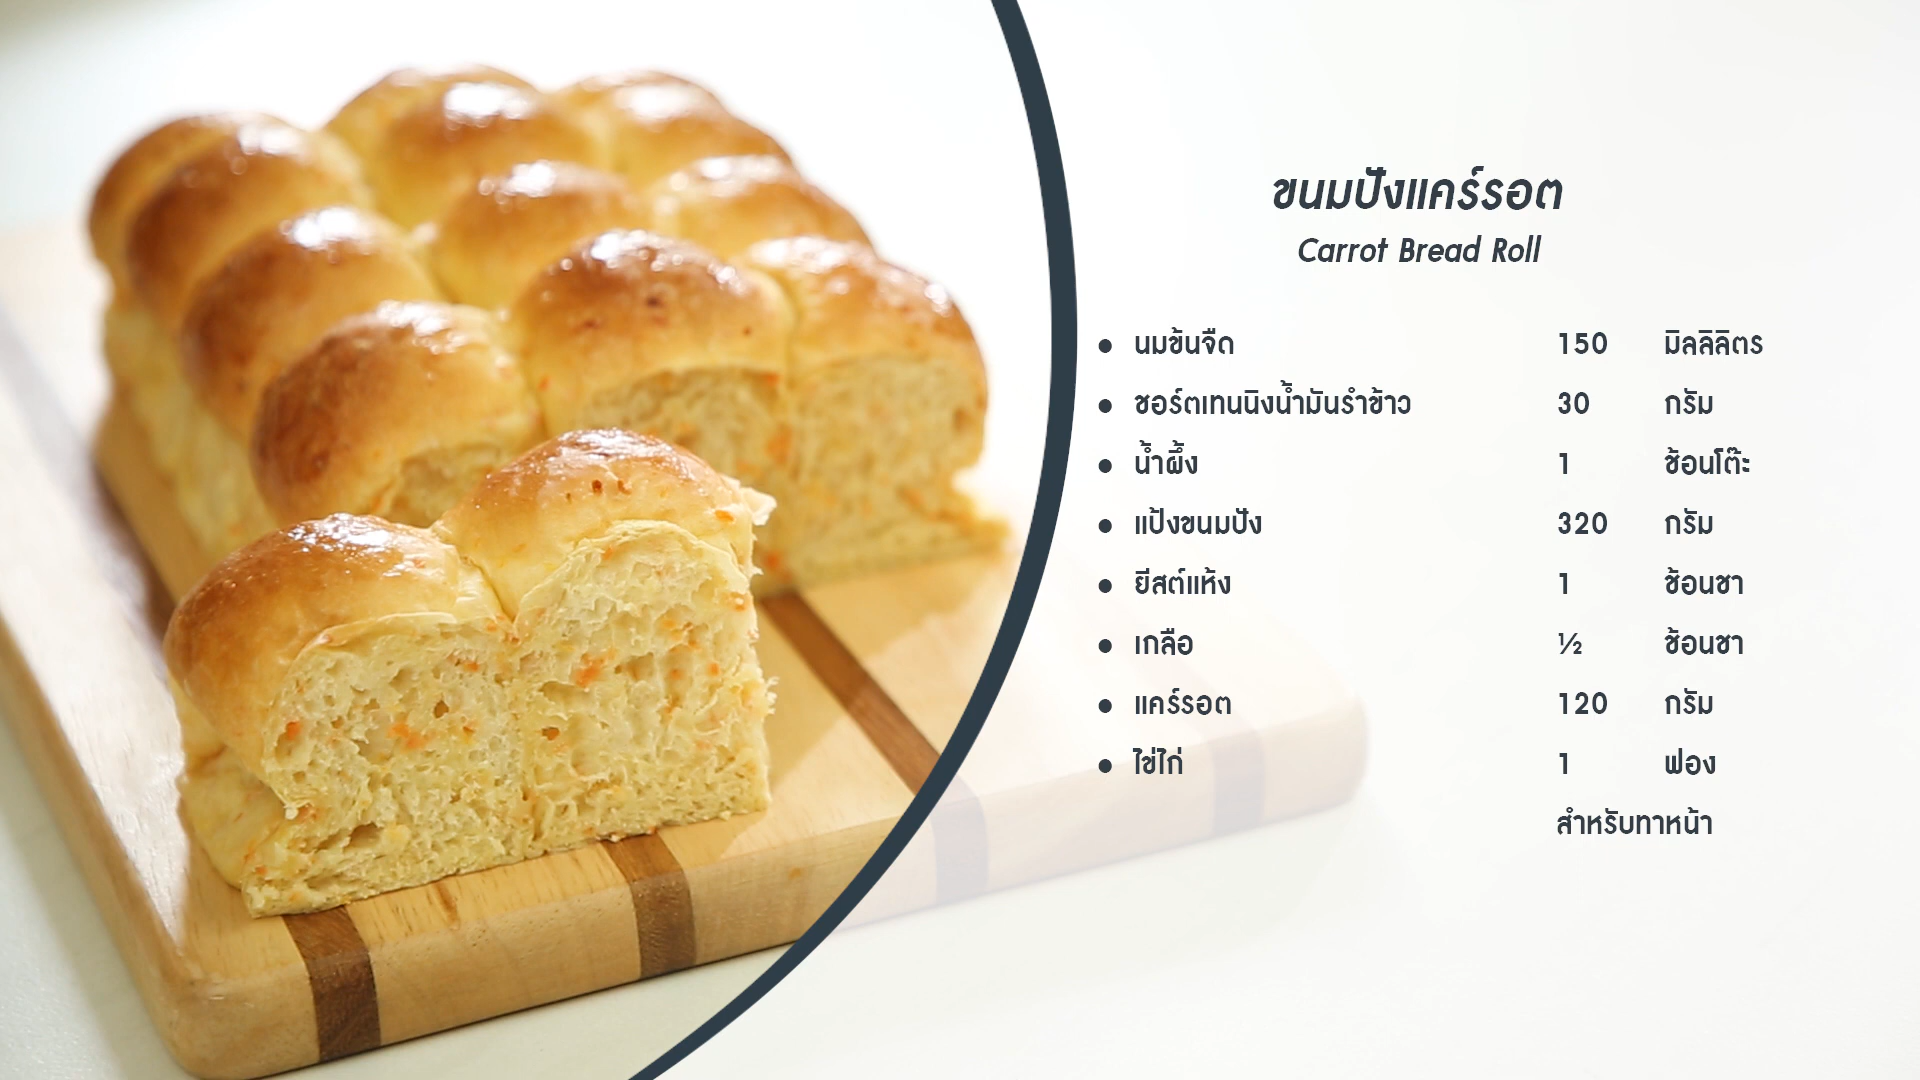 ขนมปังแคร์รอต
Carrot Bread Roll
• นมข้นจืด 150 มิลลิลิตร
• ชอร์ตเทนนิงน้ำมันรำข้าว 30 กรัม
• น้ำผึ้ง 1 ช้อนโต๊ะ
• แป้งขนมปัง 320 กรัม
• ยีสต์แห้ง 1 ช้อนชา
• เกลือ ½ ช้อนชา
• แคร์รอต 120 กรัม
• ไข่ไก่ 1 ฟอง
สำหรับทาหน้า